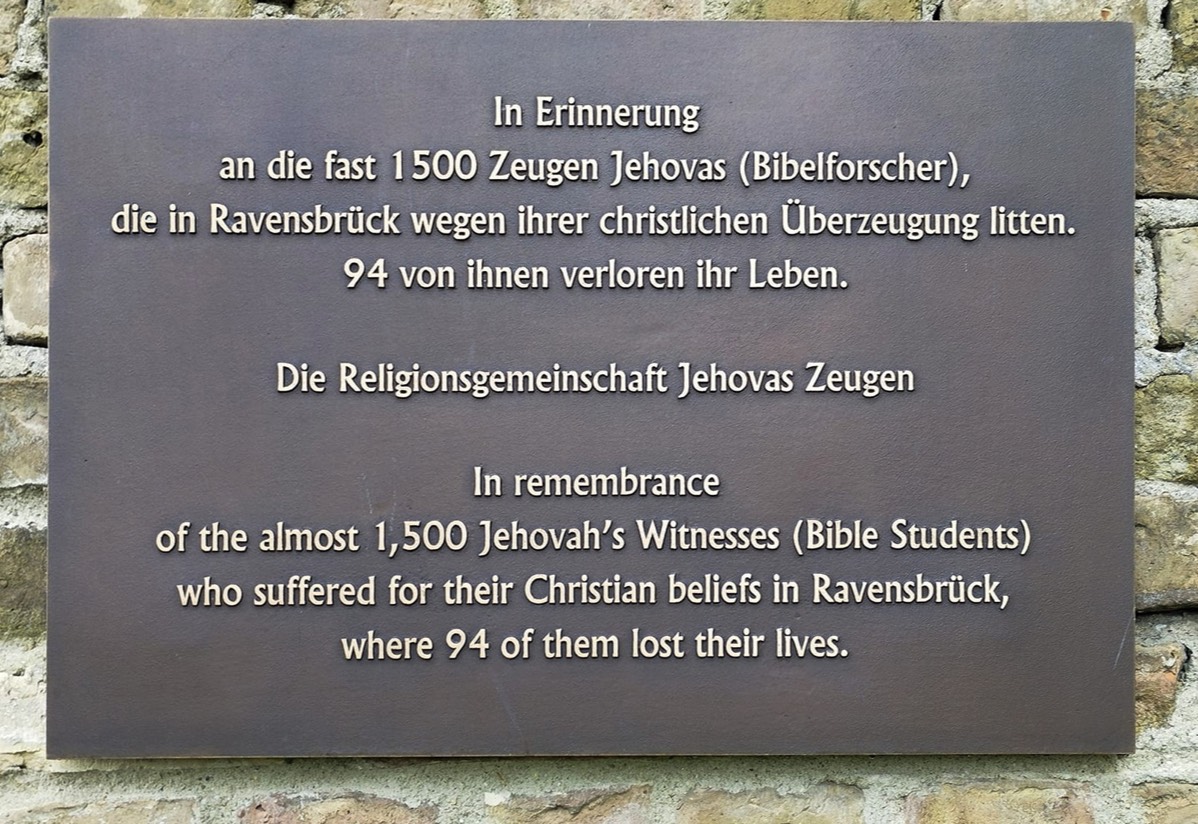 In Erinnerung
an die fast 1500 Zeugen Jehovas (Bibelforscher),
die in Ravensbrück wegen ihrer christlichen Überzeugung litten.
94 von ihnen verloren ihr Leben.
Die Religionsgemeinschaft Jehovas Zeugen
In remembrance
of the almost 1,500 Jehovah’s Witnesses (Bible Students)
who suffered for their Christian beliefs in Ravensbrück,
where 94 of them lost their lives.